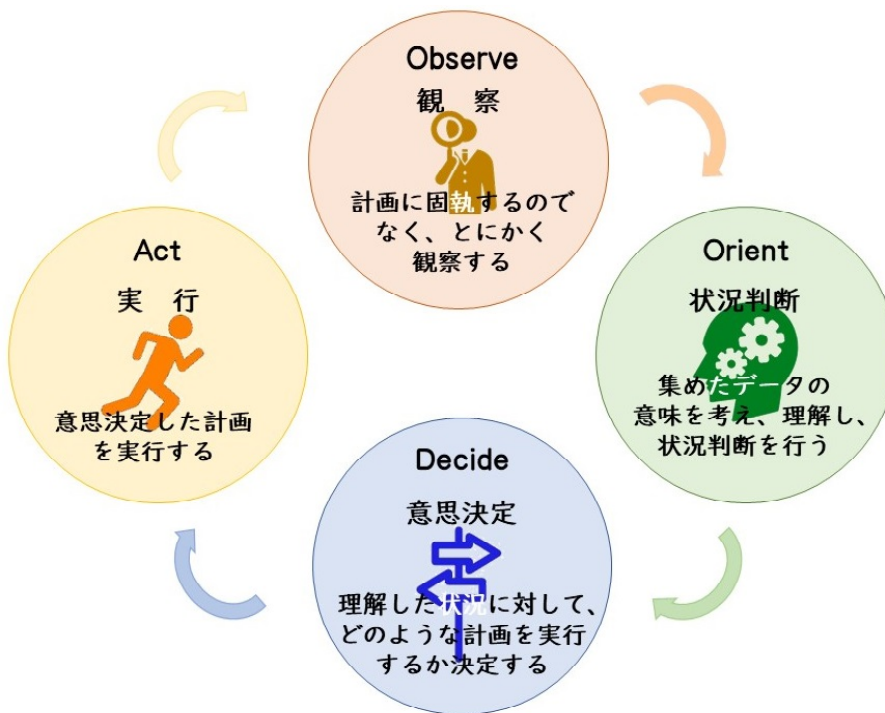 Observe
観　察
計画に固執するので
なく、とにかく
観察する
Orient
状況判断
集めたデータの
意味を考え、理解し、
状況判断を行う
Decide
意思決定
理解した状況に対して、
どのような計画を実行
するか決定する
Act
実　行
意思決定した計画
を実行する